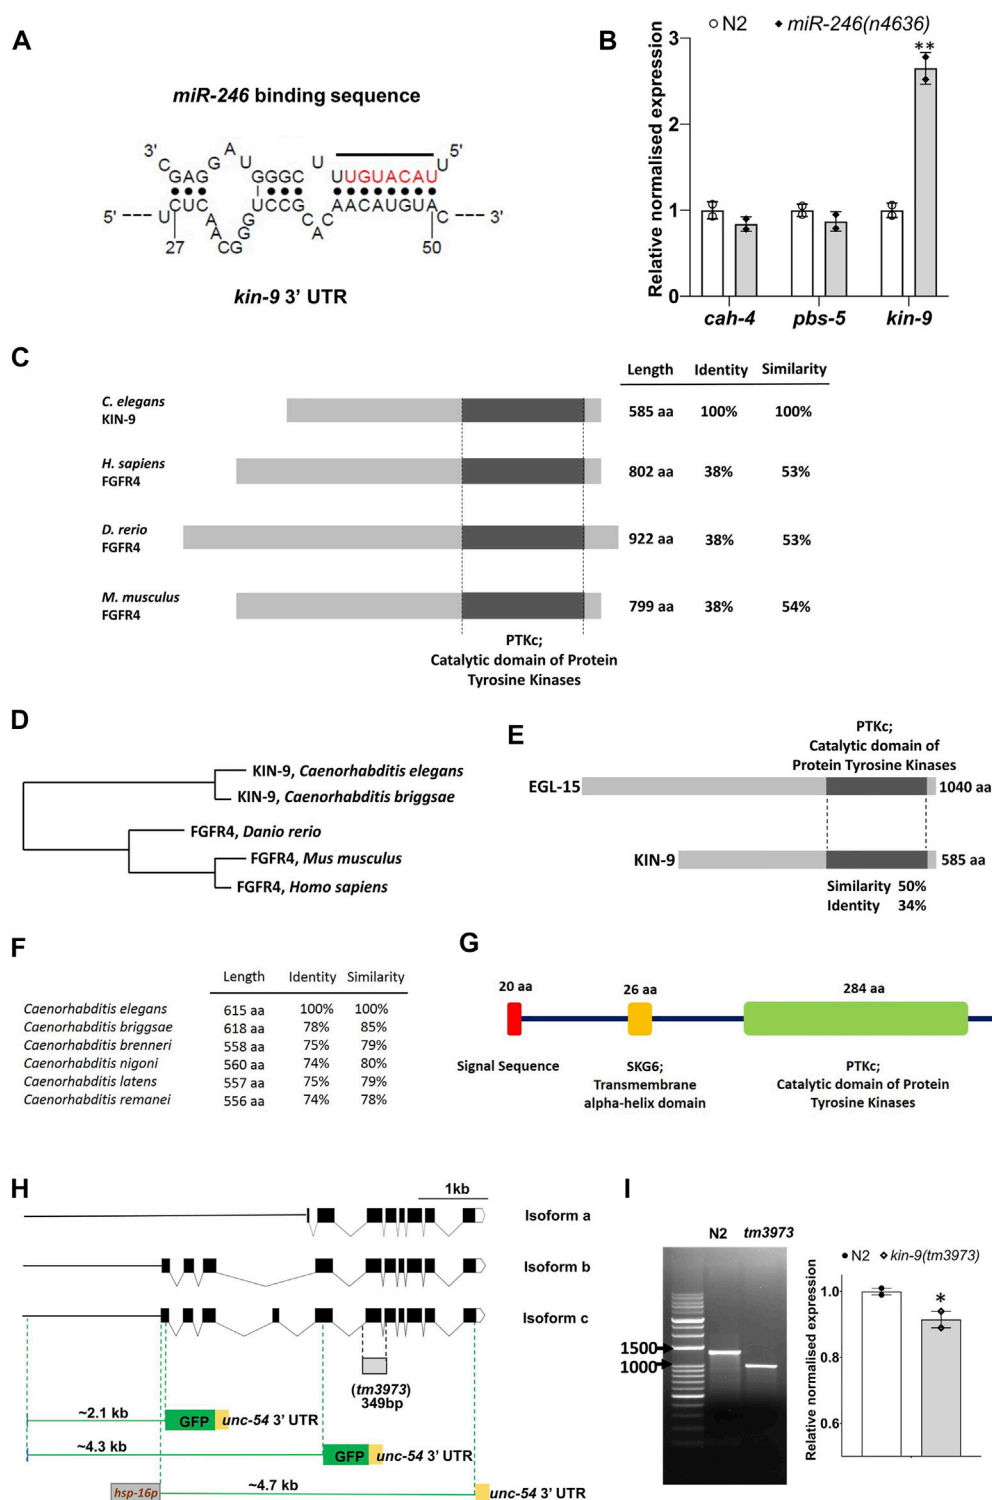 A
miR-246 binding sequence
3'
CGAGGAUGGGCUUUGUACAUU
5'
5'
UCUCAACGGGUCCGCCACAACAUGUAC
3'
27
50
kin-9 3' UTR
B
N2 miR-246(n4636)
Relative normalised expression
3
2
1
0
**
cah-4 pbs-5 kin-9
C
Length Identity Similarity
C. elegans
KIN-9
585 aa 100% 100%
H. sapiens
FGFR4
802 aa 38% 53%
D. rerio
FGFR4
922 aa 38% 53%
M. musculus
FGFR4
799 aa 38% 54%
PTKc;
Catalytic domain of Protein
Tyrosine Kinases
D
KIN-9, Caenorhabditis elegans
KIN-9, Caenorhabditis briggsae
FGFR4, Danio rerio
FGFR4, Mus musculus
FGFR4, Homo sapiens
E
PTKc;
Catalytic domain of
Protein Tyrosine Kinases
EGL-15 1040 aa
KIN-9 585 aa
Similarity 50%
Identity 34%
F
Length Identity Similarity
Caenorhabditis elegans 615 aa 100% 100%
Caenorhabditis briggsae 618 aa 78% 85%
Caenorhabditis brenneri 558 aa 75% 79%
Caenorhabditis nigoni 560 aa 74% 80%
Caenorhabditis latens 557 aa 75% 79%
Caenorhabditis remanei 556 aa 74% 78%
G
20 aa 26 aa 284 aa
Signal Sequence
SKG6;
Transmembrane
alpha-helix domain
PTKc;
Catalytic domain of Protein
Tyrosine Kinases
H
1kb
Isoform a
Isoform b
Isoform c
(tm3973)
349bp
~2.1 kb GFP unc-54 3' UTR
~4.3 kb GFP unc-54 3' UTR
hsp-16p ~4.7 kb unc-54 3' UTR
I
N2 tm3973
1500
1000
N2 kin-9(tm3973)
Relative normalised expression
1.0
0.8
0.6
*